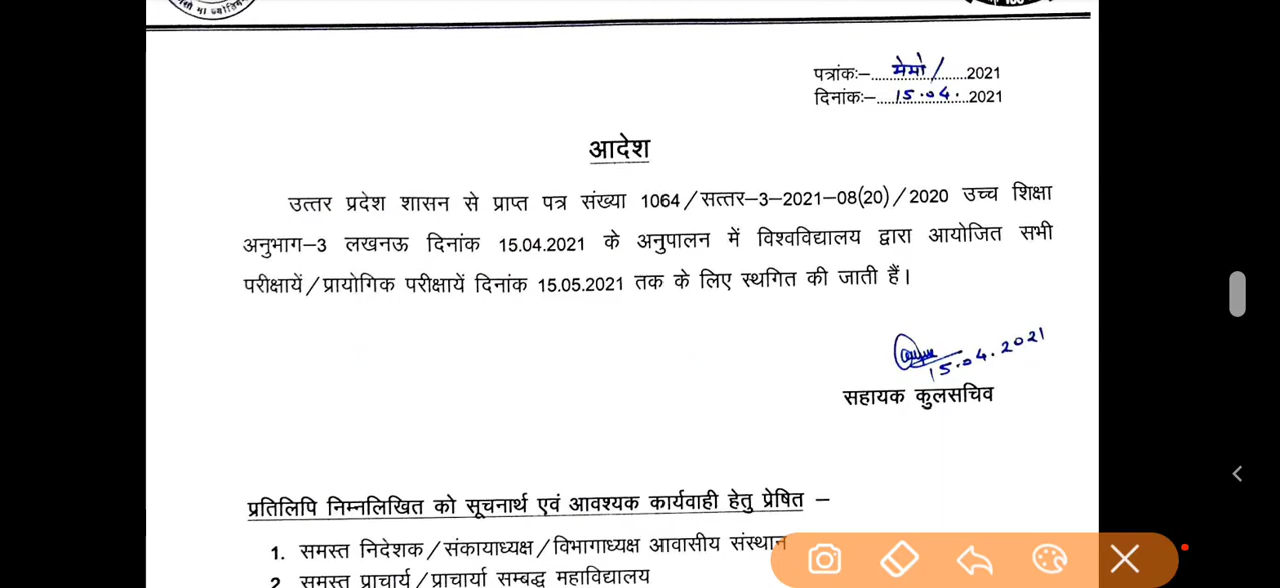 पत्रांकः–.....मेमो/.......2021
दिनांकः–.....15.04........2021
आदेश
उत्तर प्रदेश शासन से प्राप्त पत्र संख्या 1064/सत्तर–3–2021–08(20)/2020 उच्च शिक्षा
अनुभाग–3 लखनऊ दिनांक 15.04.2021 के अनुपालन में विश्वविद्यालय द्वारा आयोजित सभी
परीक्षायें/प्रायोगिक परीक्षायें दिनांक 15.05.2021 तक के लिए स्थगित की जाती हैं।
15.04.2021
सहायक कुलसचिव
प्रतिलिपि निम्नलिखित को सूचनार्थ एवं आवश्यक कार्यवाही हेतु प्रेषित –
1. समस्त निदेशक/संकायाध्यक्ष/विभागाध्यक्ष आवासीय संस्थान
2 समस्त प्राचार्य/प्राचार्या सम्बद्ध महाविद्यालय